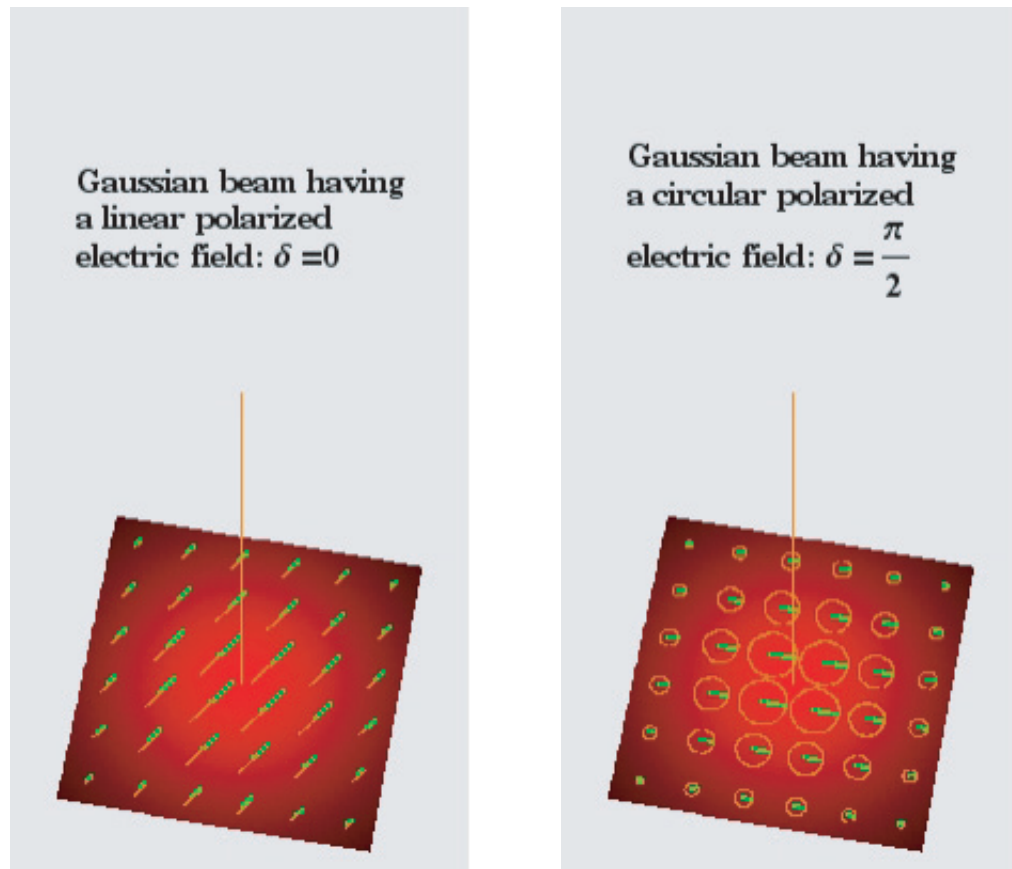 Gaussian beam having
a linear polarized
electric field: δ =0
Gaussian beam having
a circular polarized
electric field: δ = π/2